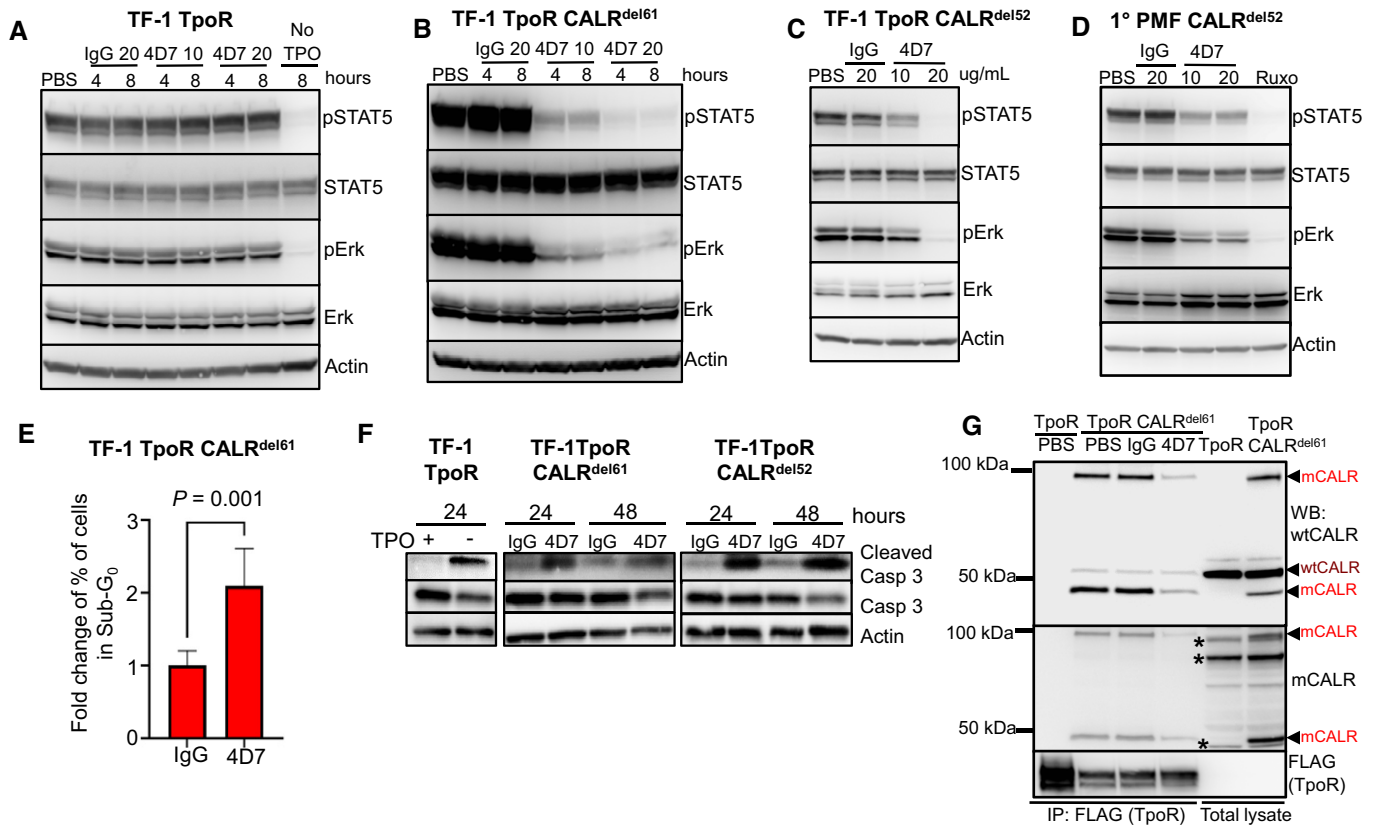 A
TF-1 TpoR
IgG 20 4D7 10 4D7 20 No TPO
PBS 4 8 4 8 4 8 8 hours
pSTAT5
STAT5
pErk
Erk
Actin
B
TF-1 TpoR CALRdel61
IgG 20 4D7 10 4D7 20
PBS 4 8 4 8 4 8 hours
pSTAT5
STAT5
pErk
Erk
Actin
C
TF-1 TpoR CALRdel52
IgG 4D7
PBS 20 10 20 ug/mL
pSTAT5
STAT5
pErk
Erk
Actin
D
1° PMF CALRdel52
IgG 4D7
PBS 20 10 20 Ruxo
pSTAT5
STAT5
pErk
Erk
Actin
E
TF-1 TpoR CALRdel61
P = 0.001
Fold change of % of cells
in Sub-G0
3
2
1
0
IgG 4D7
F
TF-1 TpoR
TF-1TpoR CALRdel61
TF-1TpoR CALRdel52
24 24 48 24 48 hours
TPO + - IgG 4D7 IgG 4D7 IgG 4D7 IgG 4D7
Cleaved
Casp 3
Casp 3
Actin
G
TpoR TpoR CALRdel61 TpoR
PBS PBS IgG 4D7 TpoR CALRdel61
100 kDa
mCALR
WB:
wtCALR
wtCALR
50 kDa
mCALR
100 kDa
mCALR
*
*
mCALR
50 kDa
mCALR
*
FLAG
(TpoR)
IP: FLAG (TpoR) Total lysate